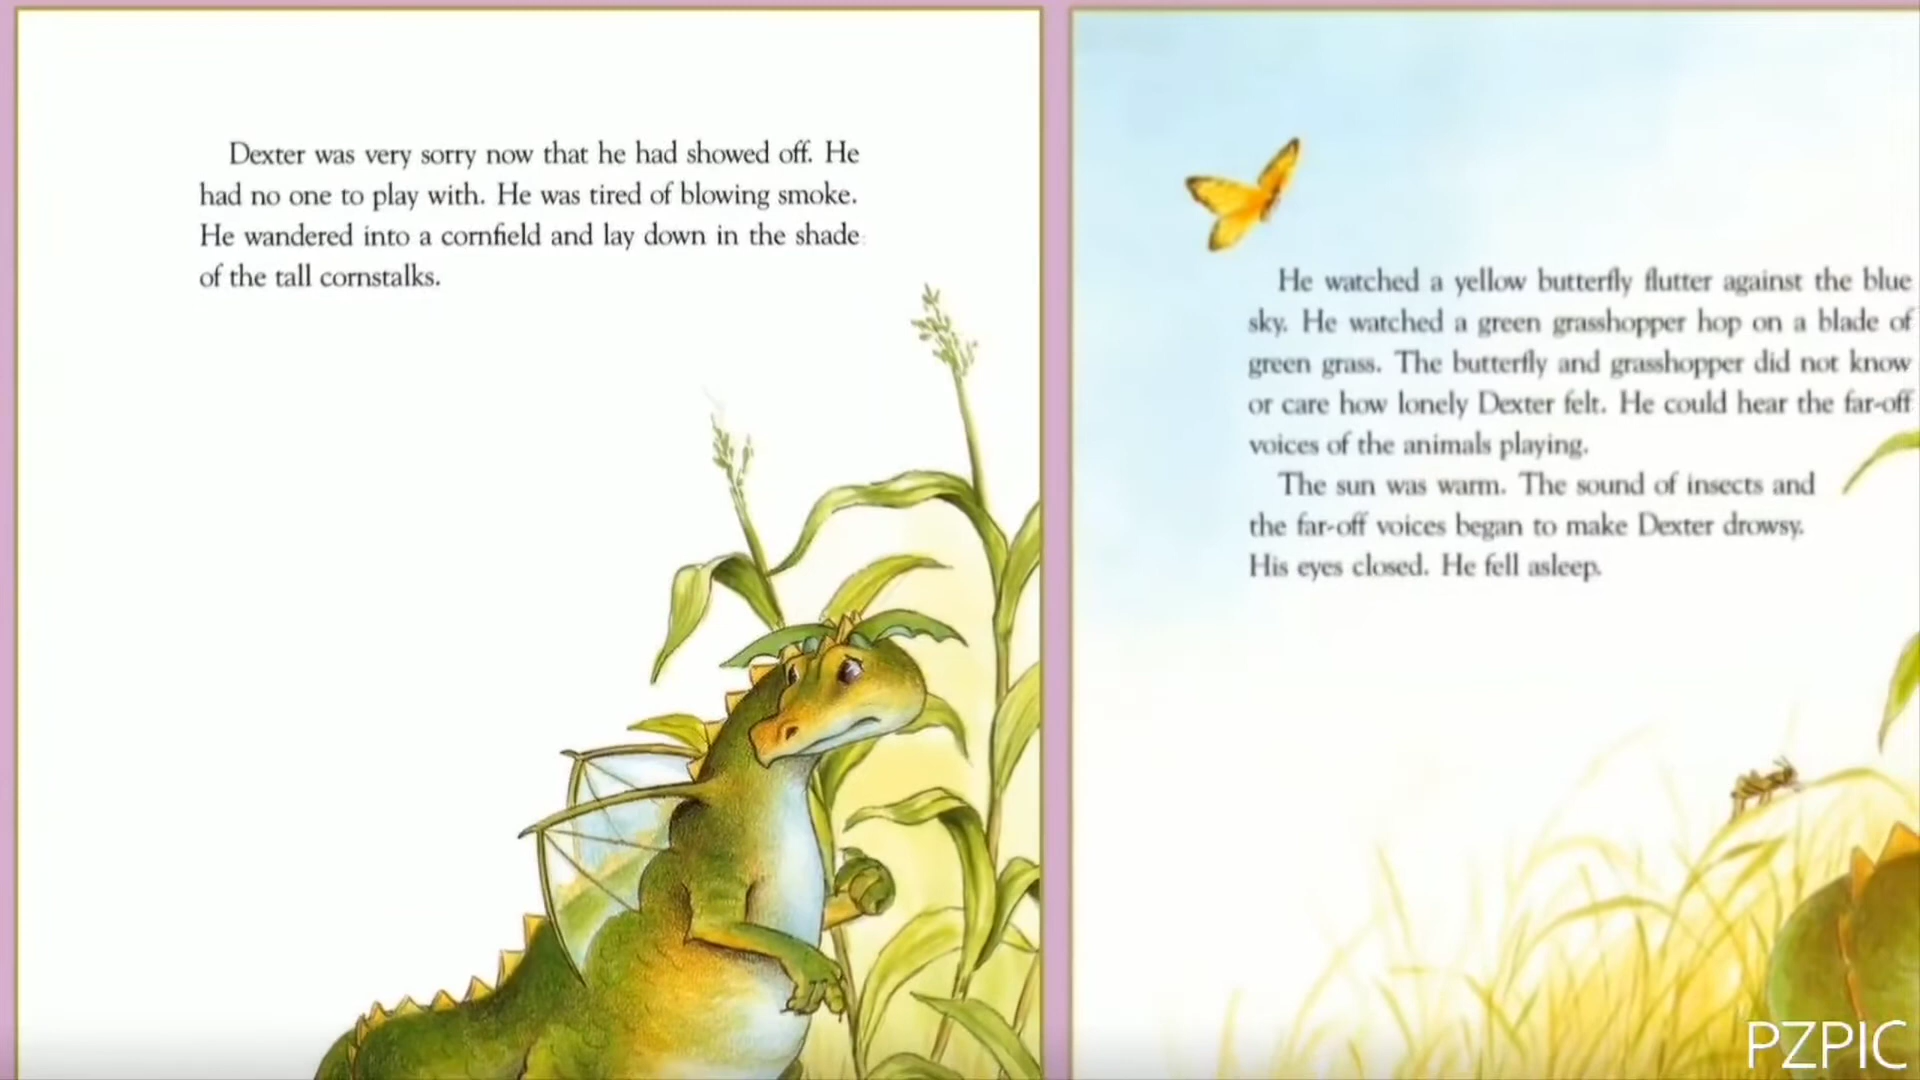 Dexter was very sorry now that he had showed off. He
had no one to play with. He was tired of blowing smoke.
He wandered into a cornfield and lay down in the shade
of the tall cornstalks.
He watched a yellow butterfly flutter against the blue
sky. He watched a green grasshopper hop on a blade of
green grass. The butterfly and grasshopper did not know
or care how lonely Dexter felt. He could hear the far-off
voices of the animals playing.
The sun was warm. The sound of insects and
the far-off voices began to make Dexter drowsy.
His eyes closed. He fell asleep.
PZPIC